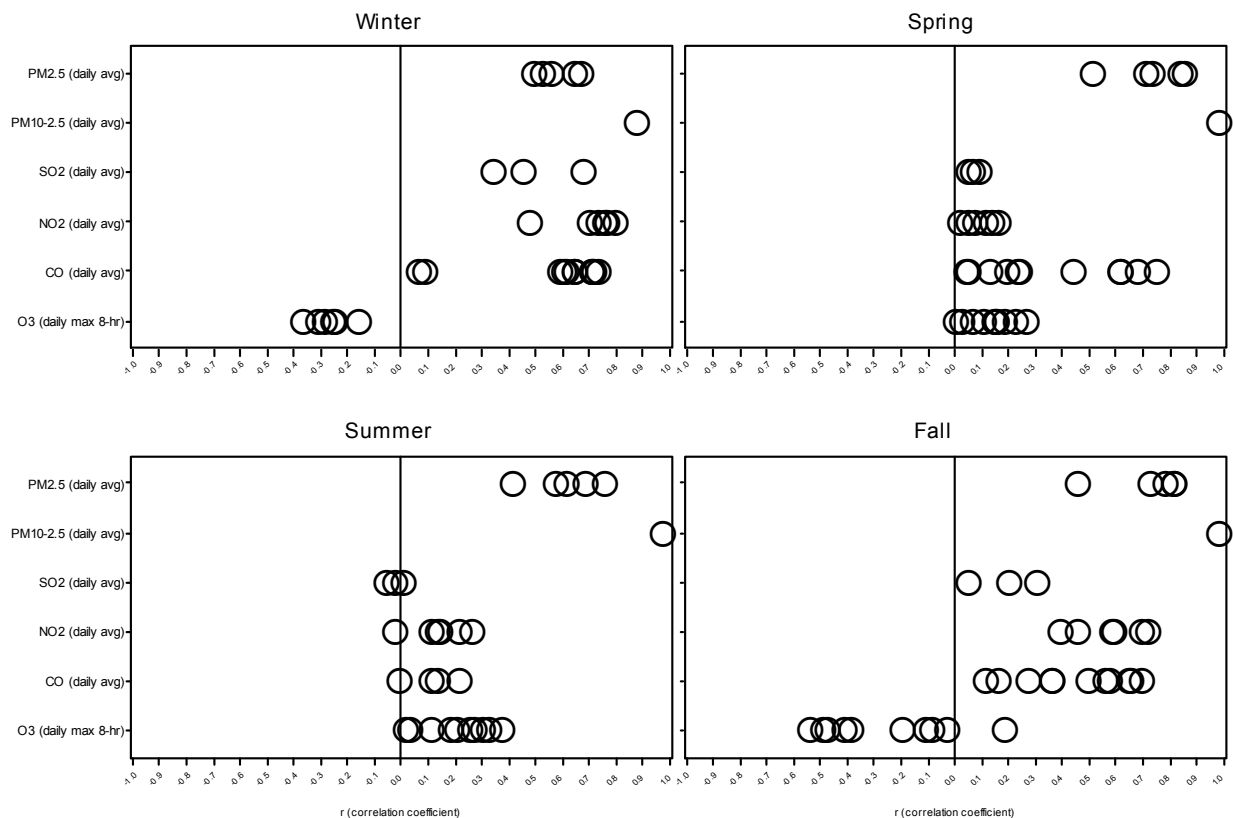 Winter
PM2.5 (daily avg)
PM10-2.5 (daily avg)
SO2 (daily avg)
NO2 (daily avg)
CO (daily avg)
O3 (daily max 8-hr)
-1.0 -0.9 -0.8 -0.7 -0.6 -0.5 -0.4 -0.3 -0.2 -0.1 0.0 0.1 0.2 0.3 0.4 0.5 0.6 0.7 0.8 0.9 1.0
Spring
-1.0 -0.9 -0.8 -0.7 -0.6 -0.5 -0.4 -0.3 -0.2 -0.1 0.0 0.1 0.2 0.3 0.4 0.5 0.6 0.7 0.8 0.9 1.0
Summer
PM2.5 (daily avg)
PM10-2.5 (daily avg)
SO2 (daily avg)
NO2 (daily avg)
CO (daily avg)
O3 (daily max 8-hr)
-1.0 -0.9 -0.8 -0.7 -0.6 -0.5 -0.4 -0.3 -0.2 -0.1 0.0 0.1 0.2 0.3 0.4 0.5 0.6 0.7 0.8 0.9 1.0
r (correlation coefficient)
Fall
-1.0 -0.9 -0.8 -0.7 -0.6 -0.5 -0.4 -0.3 -0.2 -0.1 0.0 0.1 0.2 0.3 0.4 0.5 0.6 0.7 0.8 0.9 1.0
r (correlation coefficient)